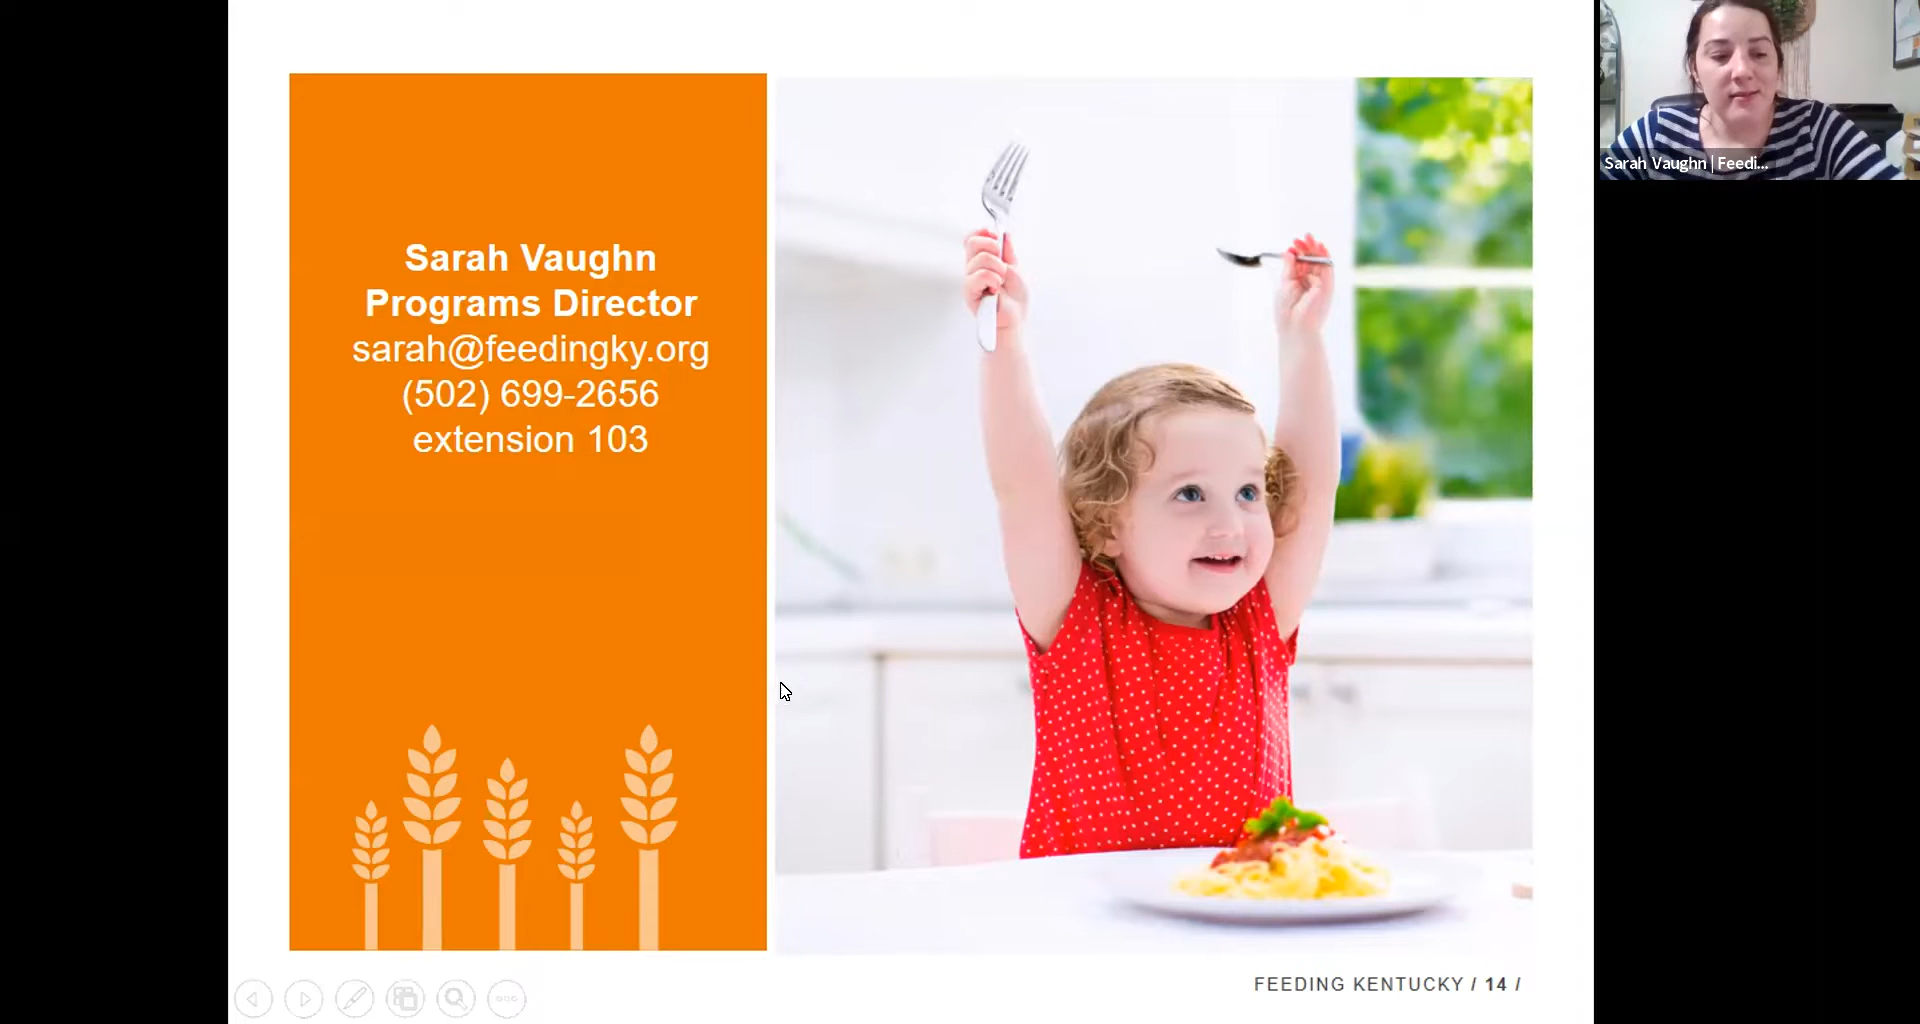 Sarah Vaughn
Programs Director
sarah@feedingky.org
(502) 699-2656
extension 103
Sarah Vaughn | Feedi...
FEEDING KENTUCKY / 14 /